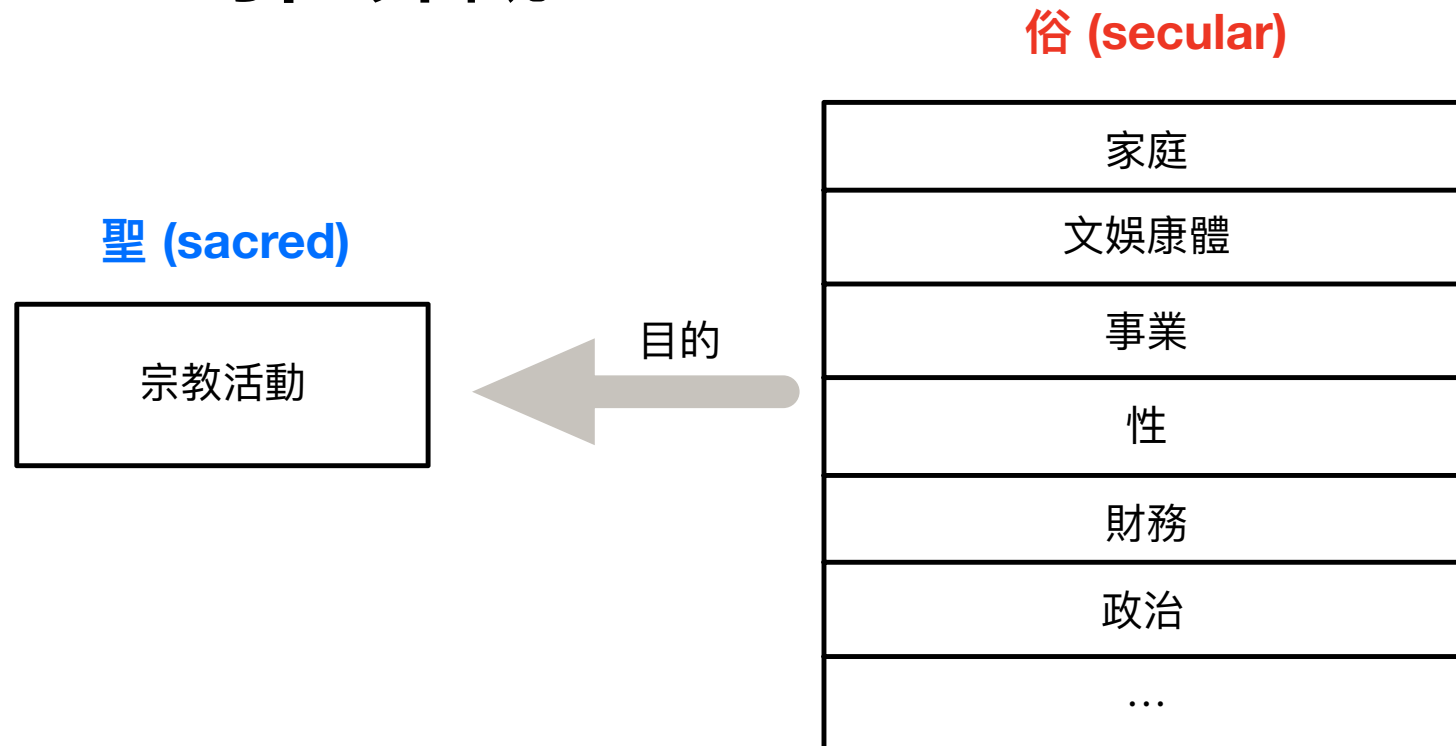 俗 (secular)
家庭
文娛康體
聖 (sacred)
事業
目的
宗教活動
性
財務
政治
…